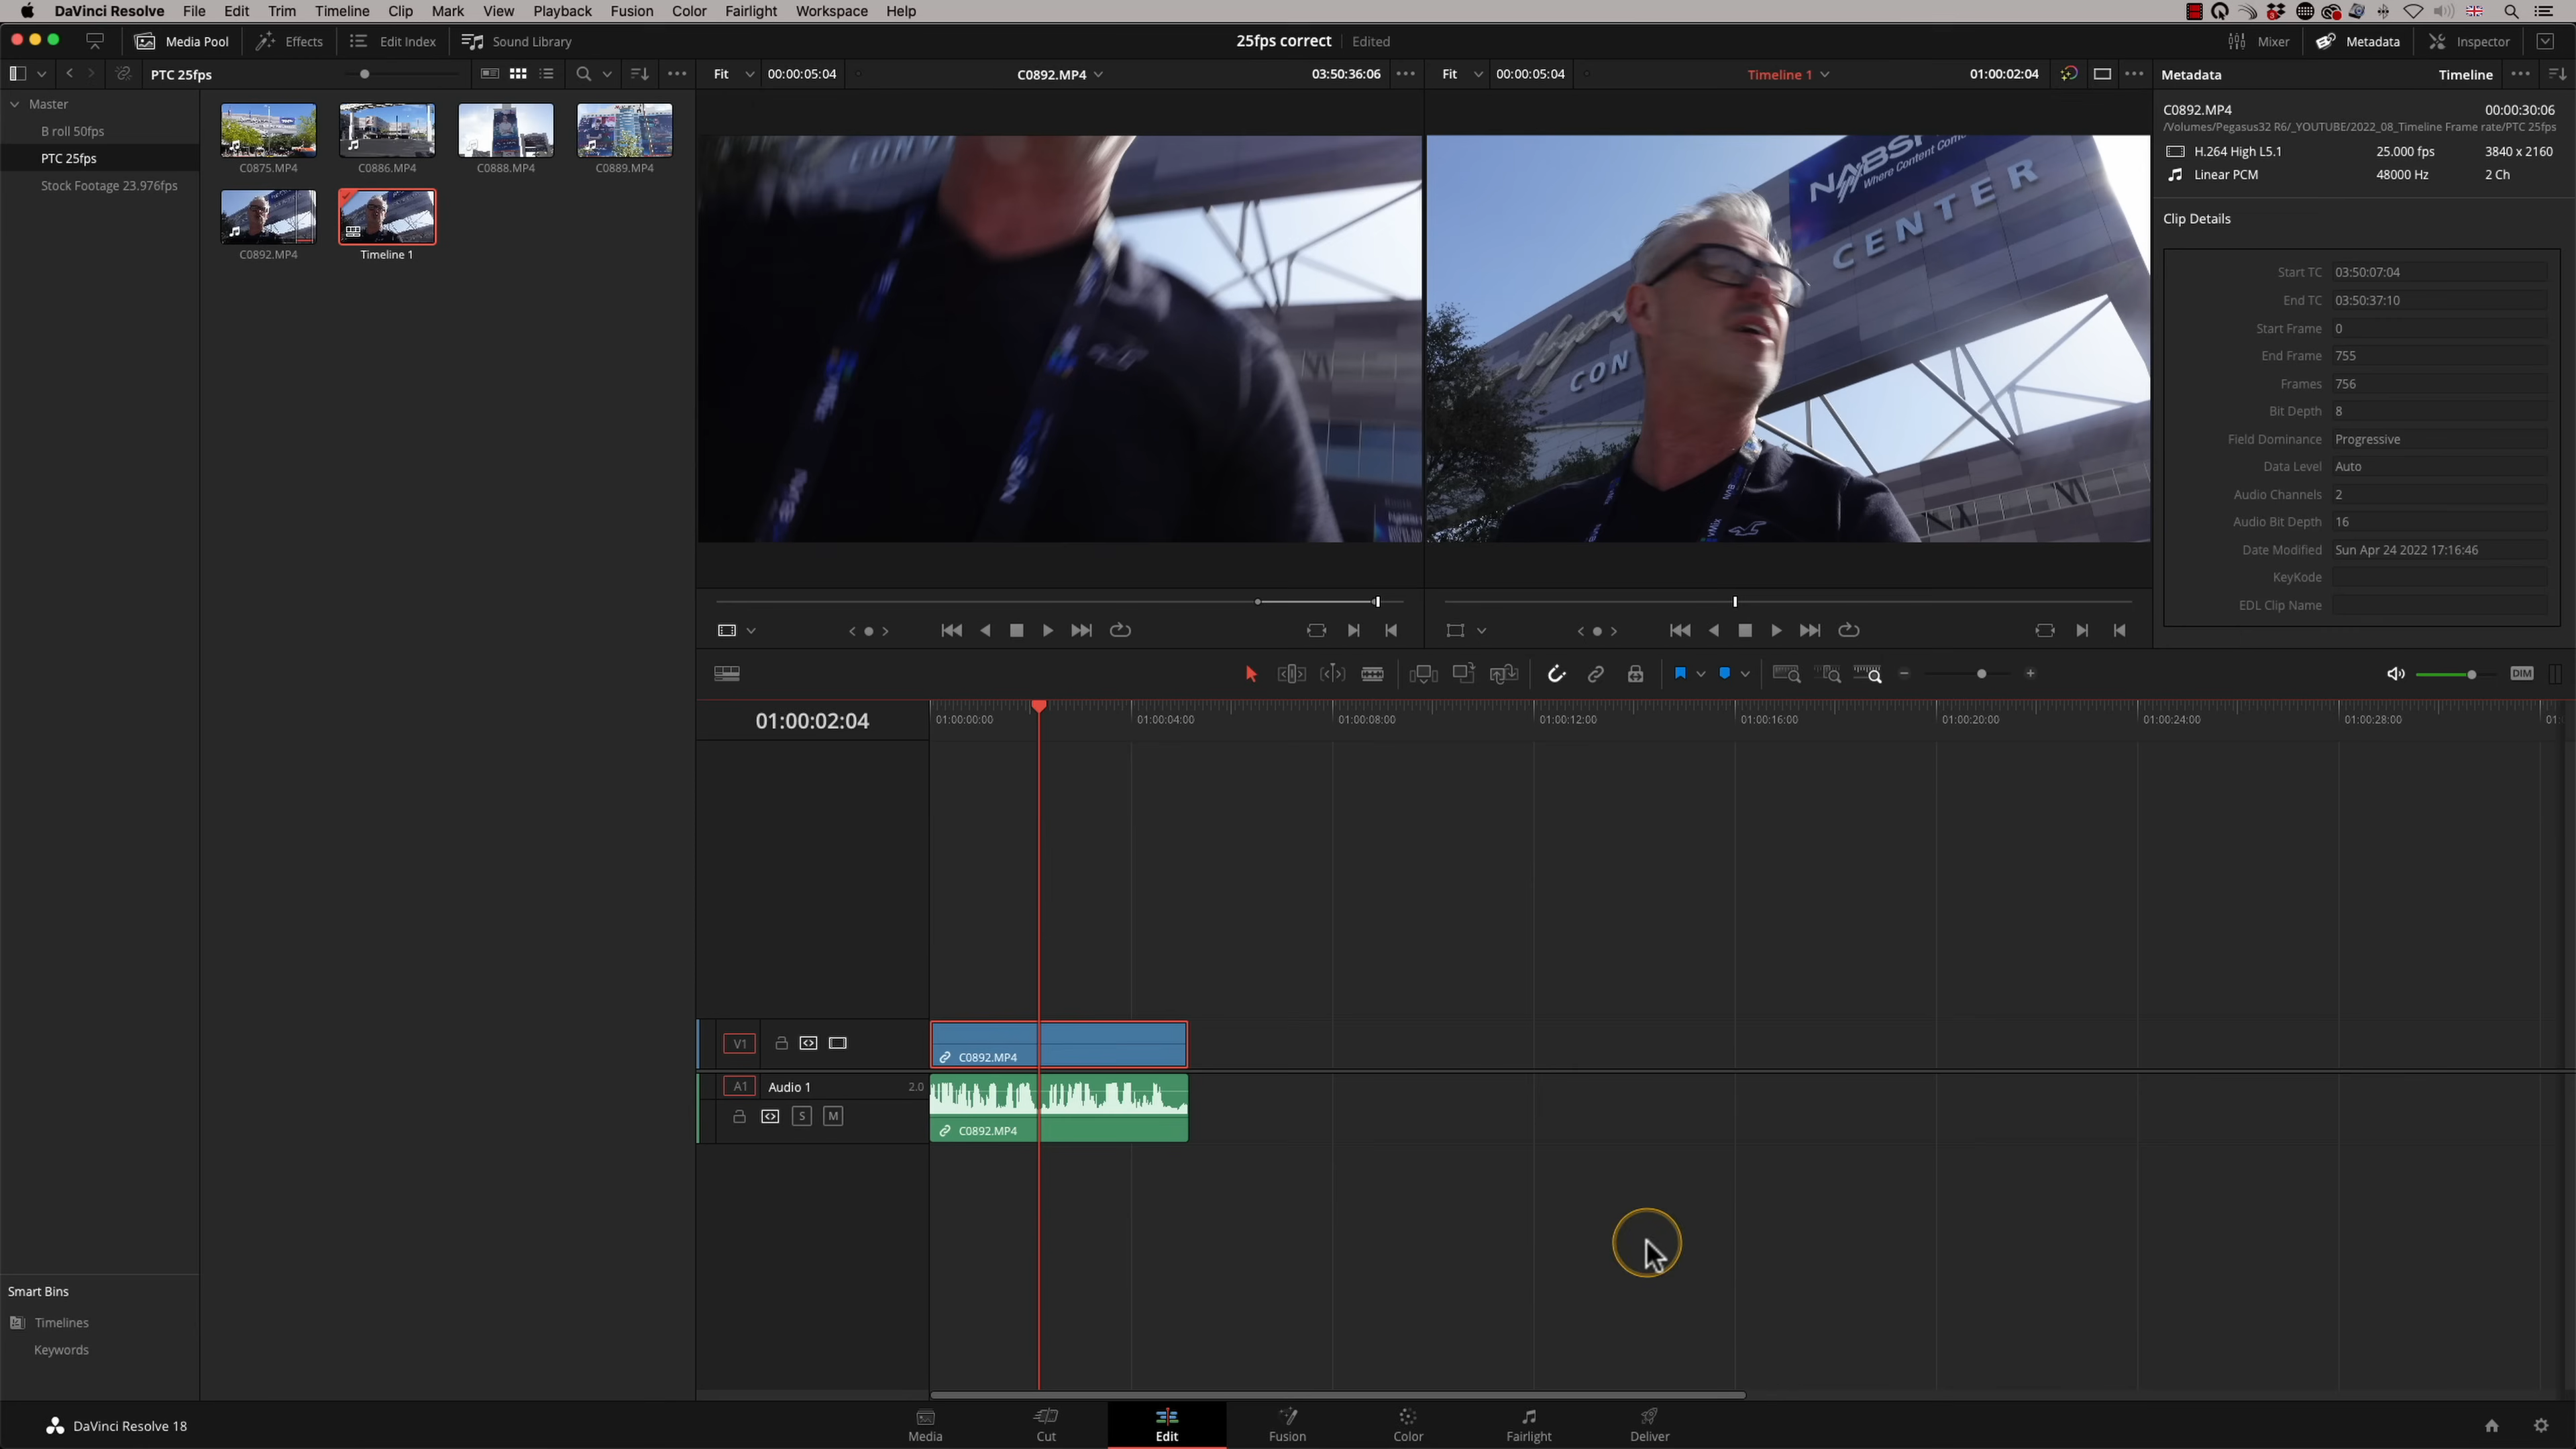 DaVinci Resolve File Edit Trim Timeline Clip Mark View Playback Fusion Color Fairlight Workspace Help
Media Pool Effects Edit Index Sound Library 25fps correct Edited Mixer Metadata Inspector
PTC 25fps Fit 00:00:05:04 C0892.MP4 03:50:36:06 Fit 00:00:05:04 Timeline 1 01:00:02:04 Metadata Timeline
Master
B roll 50fps
PTC 25fps
Stock Footage 23.976fps
C0875.MP4 C0886.MP4 C0888.MP4 C0889.MP4
C0892.MP4 Timeline 1
NABSH
Where Content Com
CENTER
CON
C0892.MP4 00:00:30:06
/Volumes/Pegasus32 R6/_YOUTUBE/2022_08_Timeline Frame rate/PTC 25fps
H.264 High L5.1 25.000 fps 3840 x 2160
Linear PCM 48000 Hz 2 Ch
Clip Details
Start TC 03:50:07:04
End TC 03:50:37:10
Start Frame 0
End Frame 755
Frames 756
Bit Depth 8
Field Dominance Progressive
Data Level Auto
Audio Channels 2
Audio Bit Depth 16
Date Modified Sun Apr 24 2022 17:16:46
KeyKode
EDL Clip Name
DIM
01:00:02:04 01:00:00:00 01:00:04:00 01:00:08:00 01:00:12:00 01:00:16:00 01:00:20:00 01:00:24:00 01:00:28:00 01:
V1 C0892.MP4
A1 Audio 1 2.0
S M
C0892.MP4
Smart Bins
Timelines
Keywords
DaVinci Resolve 18
Media Cut Edit Fusion Color Fairlight Deliver